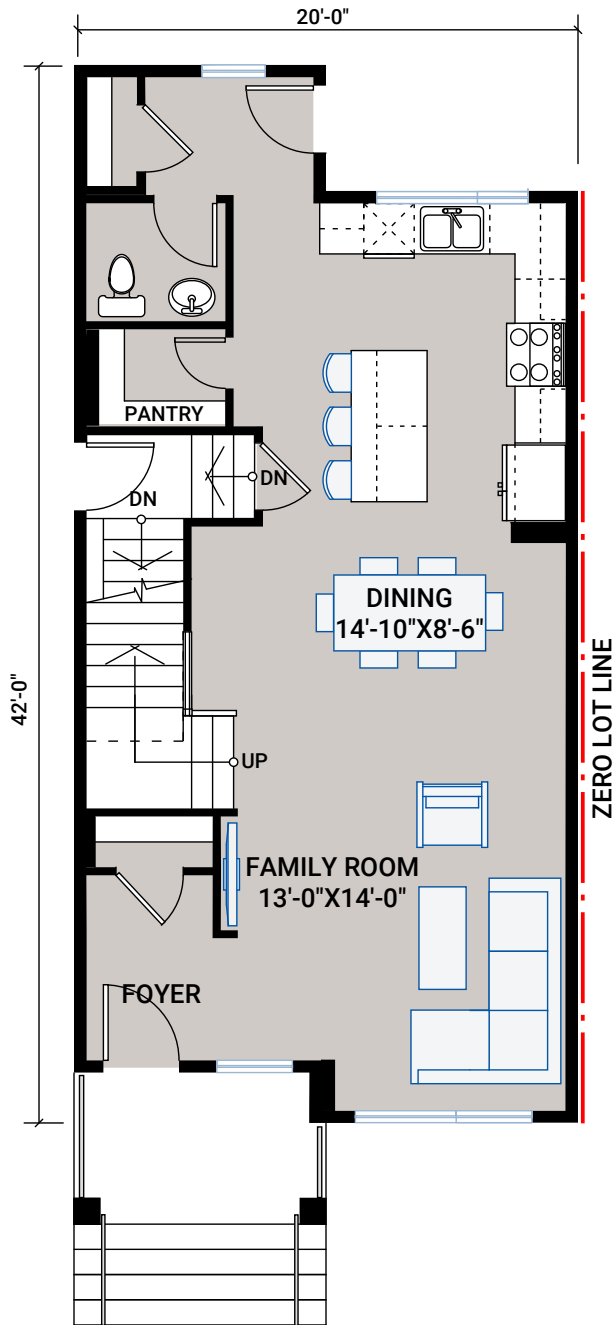 20'-0"
PANTRY
DN
DN
DINING
14'-10"X8'-6"
42'-0"
ZERO LOT LINE
UP
FAMILY ROOM
13'-0"X14'-0"
FOYER